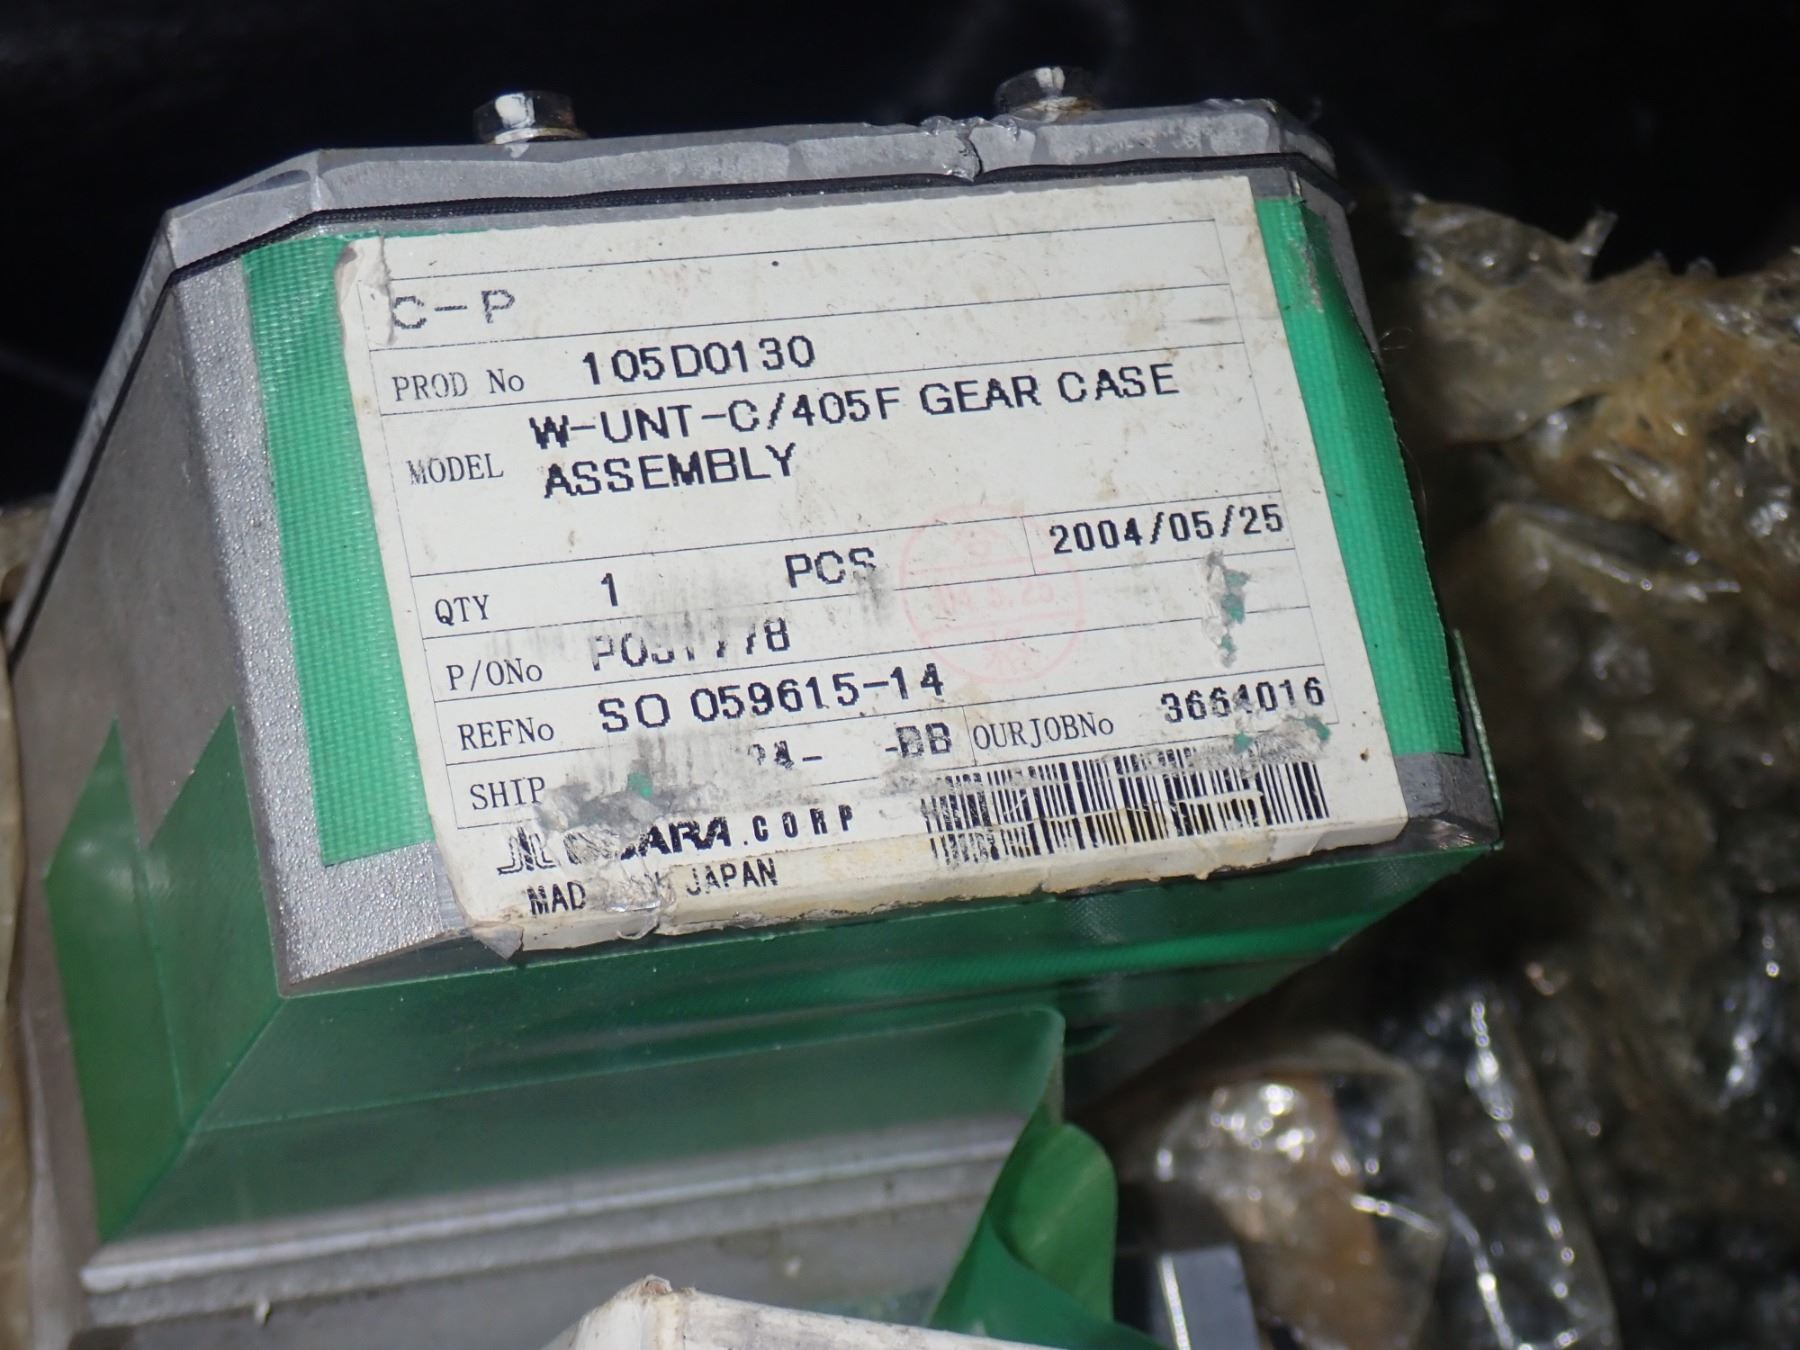 C-P
PROD No 105D0130
MODEL W-UNT-C/405F GEAR CASE
ASSEMBLY
QTY 1 PCS 2004/05/25
P/ONo
REFNo SO 059615-14
SHIP -BB OURJOBNo 3664016
.CORP
JAPAN